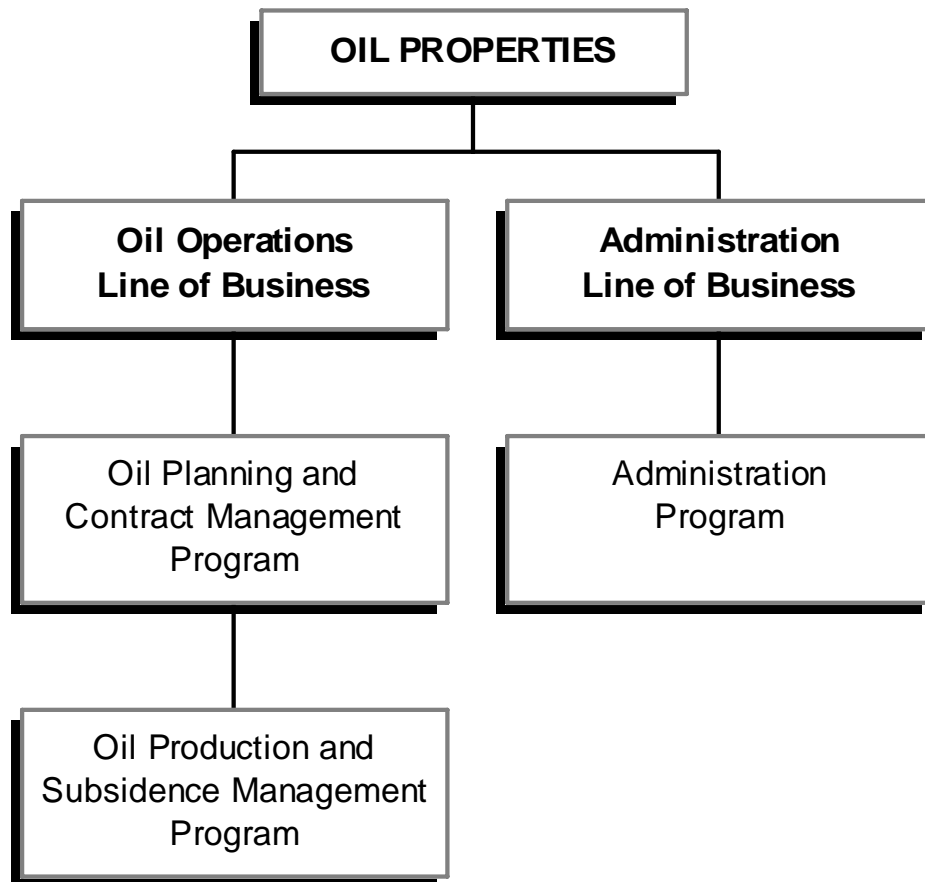 OIL PROPERTIES
Oil Operations
Line of Business
Administration
Line of Business
Oil Planning and
Contract Management
Program
Administration
Program
Oil Production and
Subsidence Management
Program